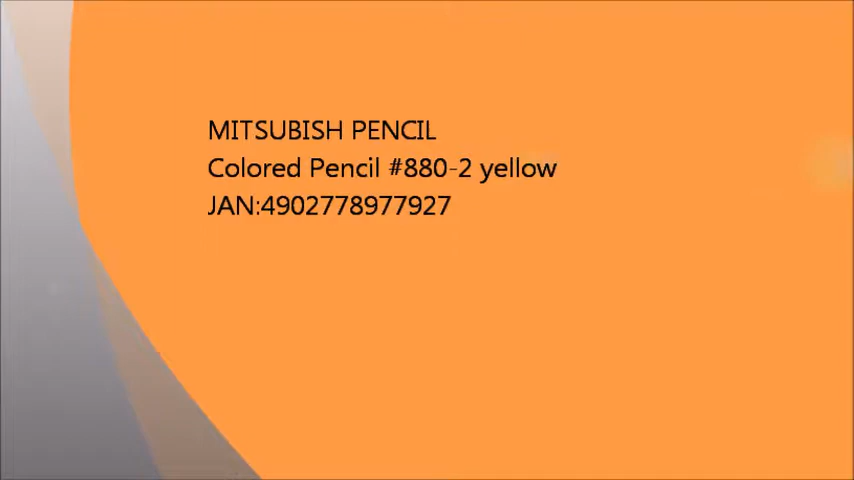 MITSUBISH PENCIL
Colored Pencil #880-2 yellow
JAN:4902778977927